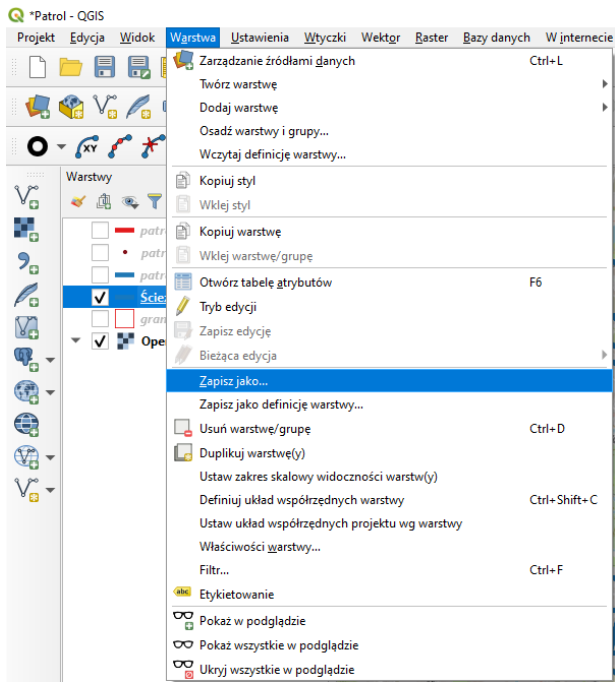 *Patrol - QGIS
Projekt Edycja Widok Warstwa Ustawienia Wtyczki Wektor Raster Bazy danych W internecie
Zarządzanie źródłami danych Ctrl+L
Twórz warstwę
Dodaj warstwę
Osadź warstwy i grupy...
Wczytaj definicję warstwy...
Warstwy
Kopiuj styl
Wklej styl
Kopiuj warstwę
Wklej warstwę/grupę
Otwórz tabelę atrybutów F6
Tryb edycji
Zapisz edycję
Bieżąca edycja
Zapisz jako...
Zapisz jako definicję warstwy...
Usuń warstwę/grupę Ctrl+D
Duplikuj warstwę(y)
Ustaw zakres skalowy widoczności warstw(y)
Definiuj układ współrzędnych warstwy Ctrl+Shift+C
Ustaw układ współrzędnych projektu wg warstwy
Właściwości warstwy...
Filtr... Ctrl+F
abc Etykietowanie
Pokaż w podglądzie
Pokaż wszystkie w podglądzie
Ukryj wszystkie w podglądzie